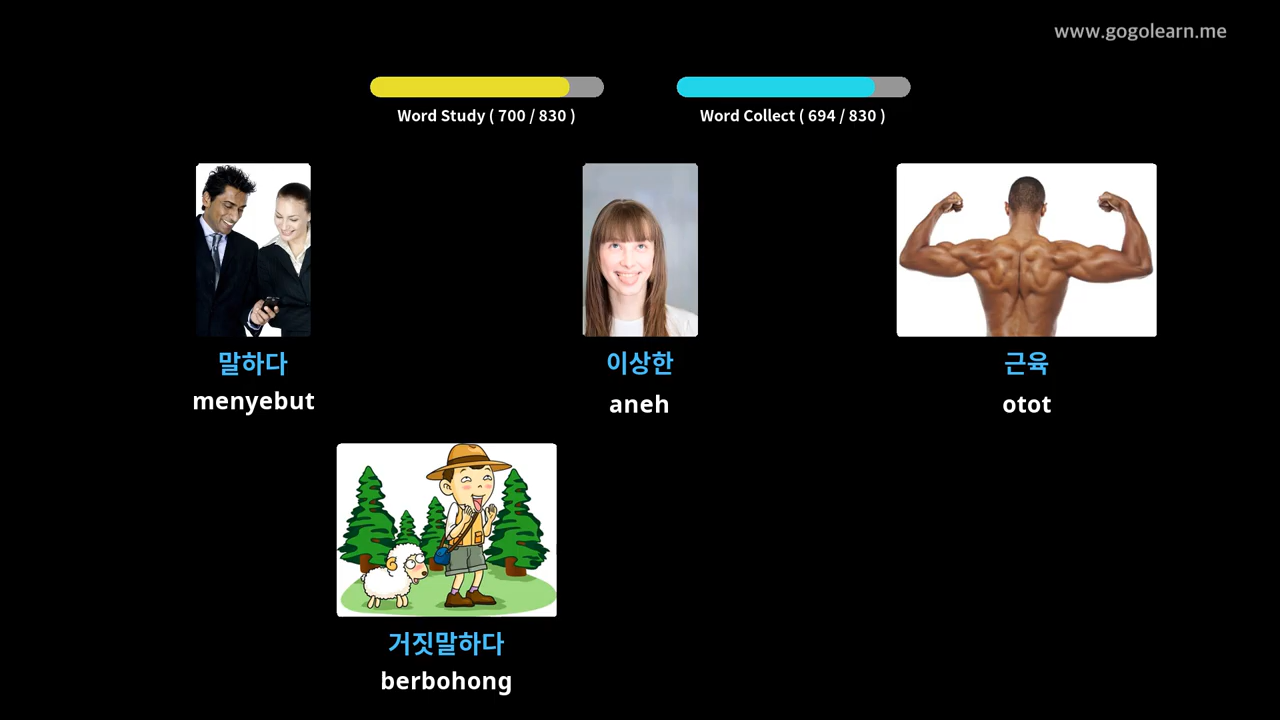 www.gogolearn.me
Word Study ( 700 / 830 )
Word Collect ( 694 / 830 )
말하다
menyebut
이상한
aneh
근육
otot
거짓말하다
berbohong